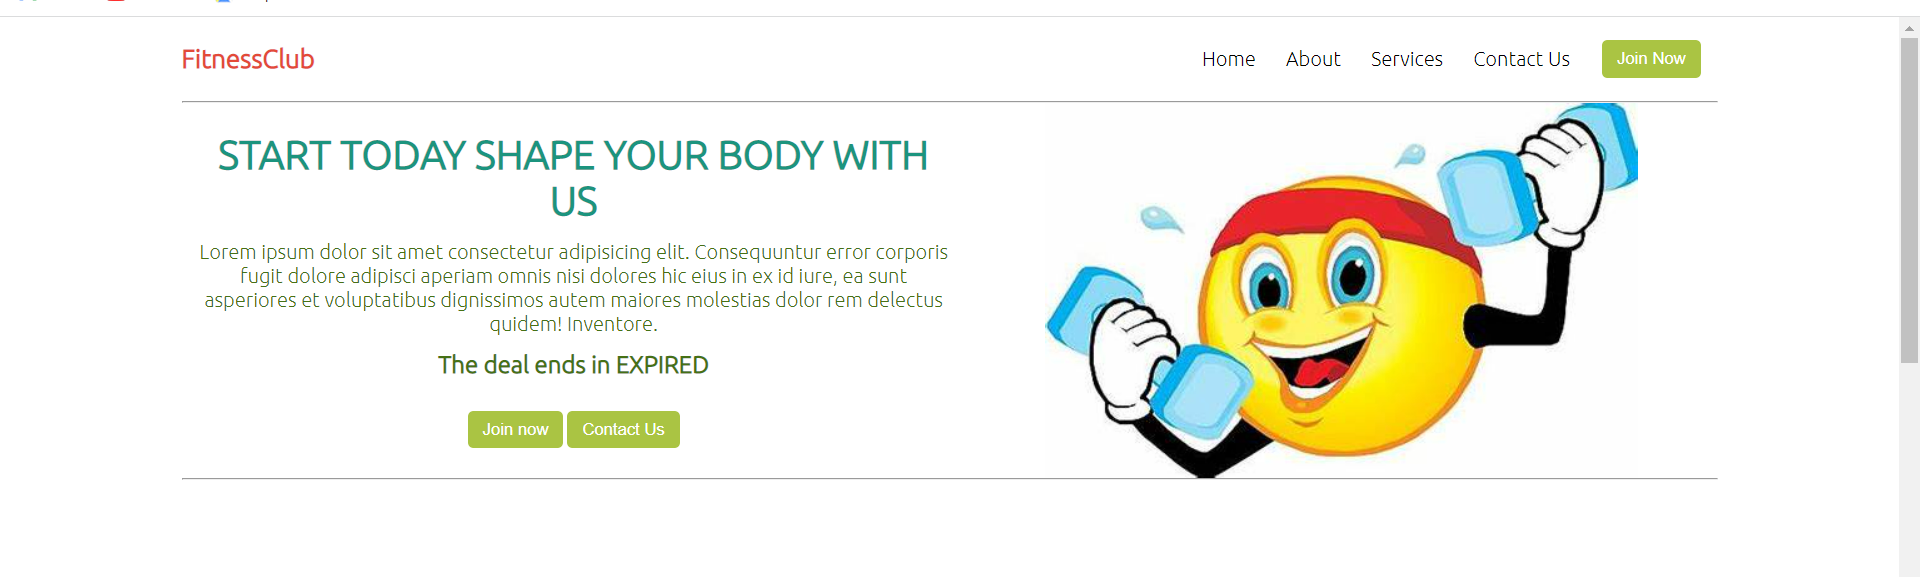 FitnessClub
Home About Services Contact Us Join Now
START TODAY SHAPE YOUR BODY WITH
US
Lorem ipsum dolor sit amet consectetur adipisicing elit. Consequuntur error corporis
fugit dolore adipisci aperiam omnis nisi dolores hic eius in ex id iure, ea sunt
asperiores et voluptatibus dignissimos autem maiores molestias dolor rem delectus
quidem! Inventore.
The deal ends in EXPIRED
Join now Contact Us